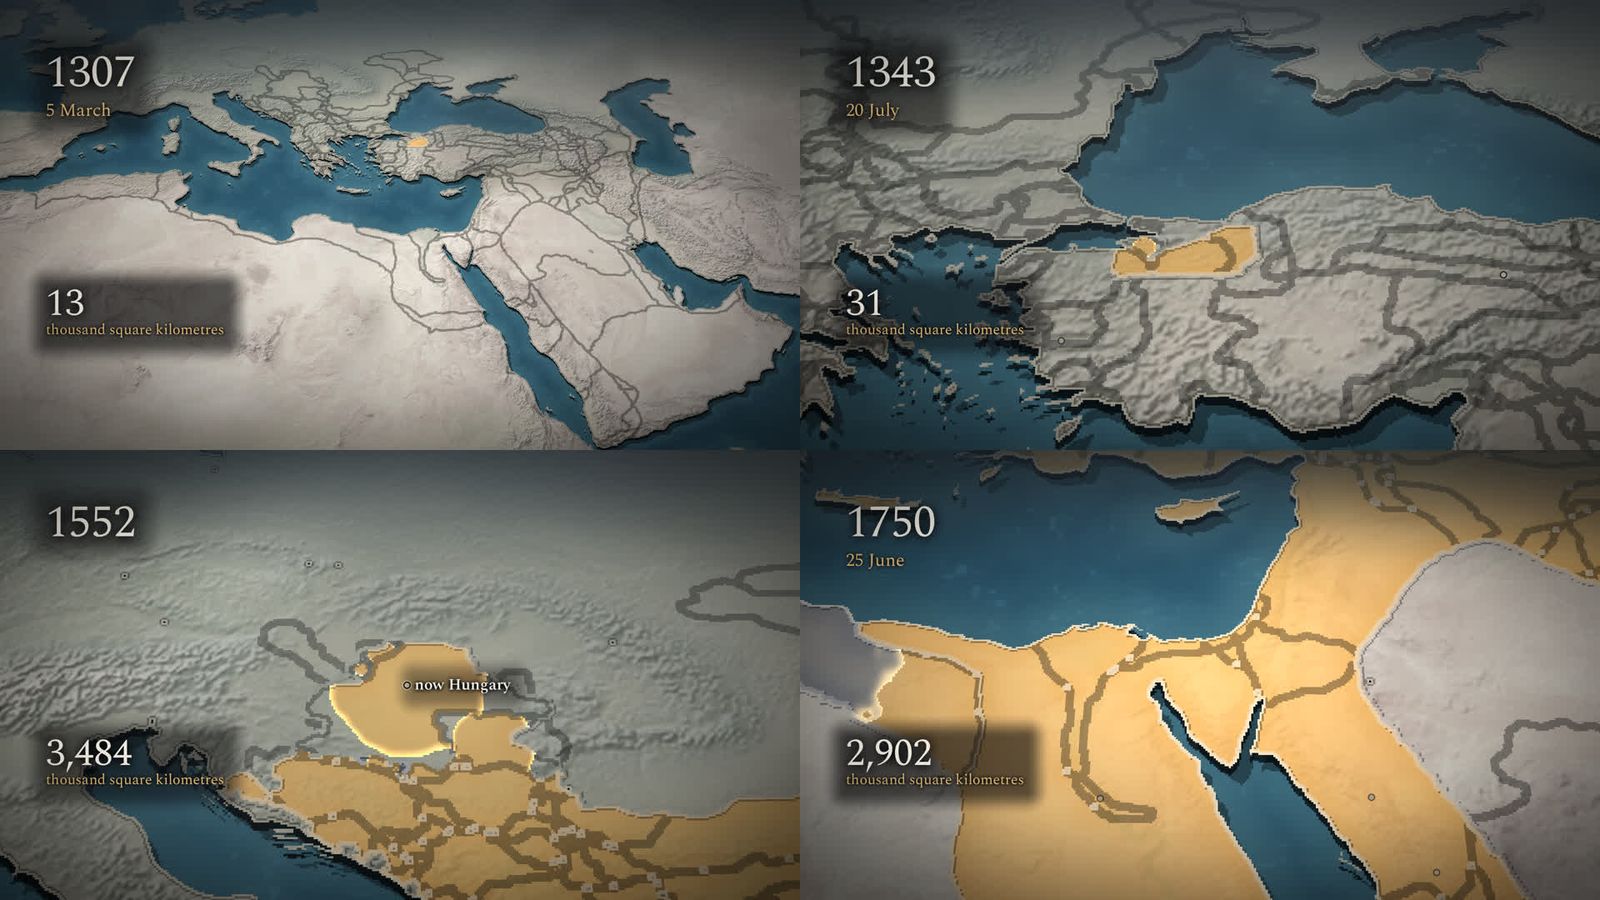 1307
5 March
13
thousand square kilometres
1343
20 July
31
thousand square kilometres
1552
now Hungary
3,484
thousand square kilometres
1750
25 June
2,902
thousand square kilometres